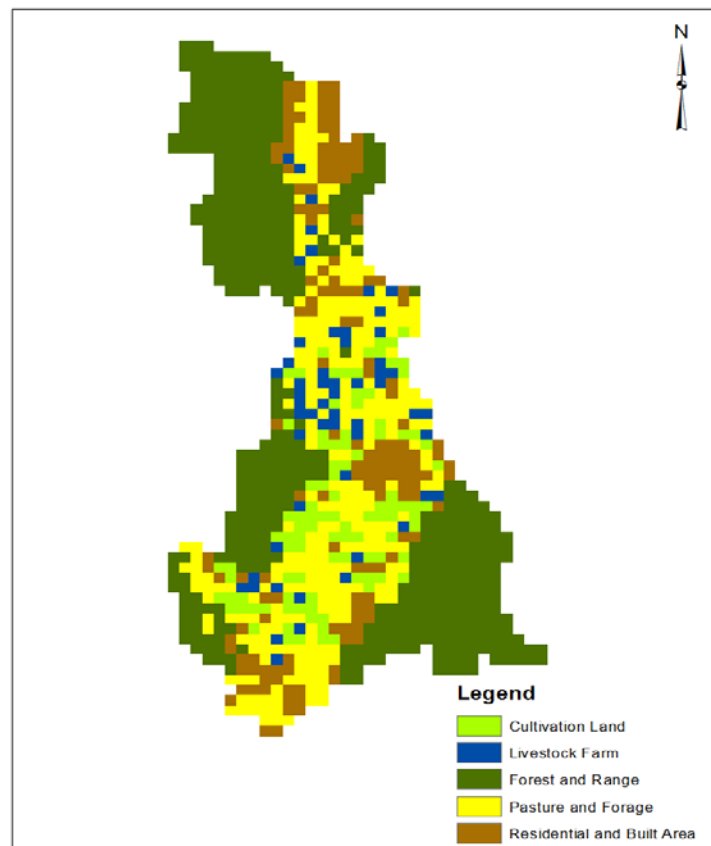 N
Legend
Cultivation Land
Livestock Farm
Forest and Range
Pasture and Forage
Residential and Built Area